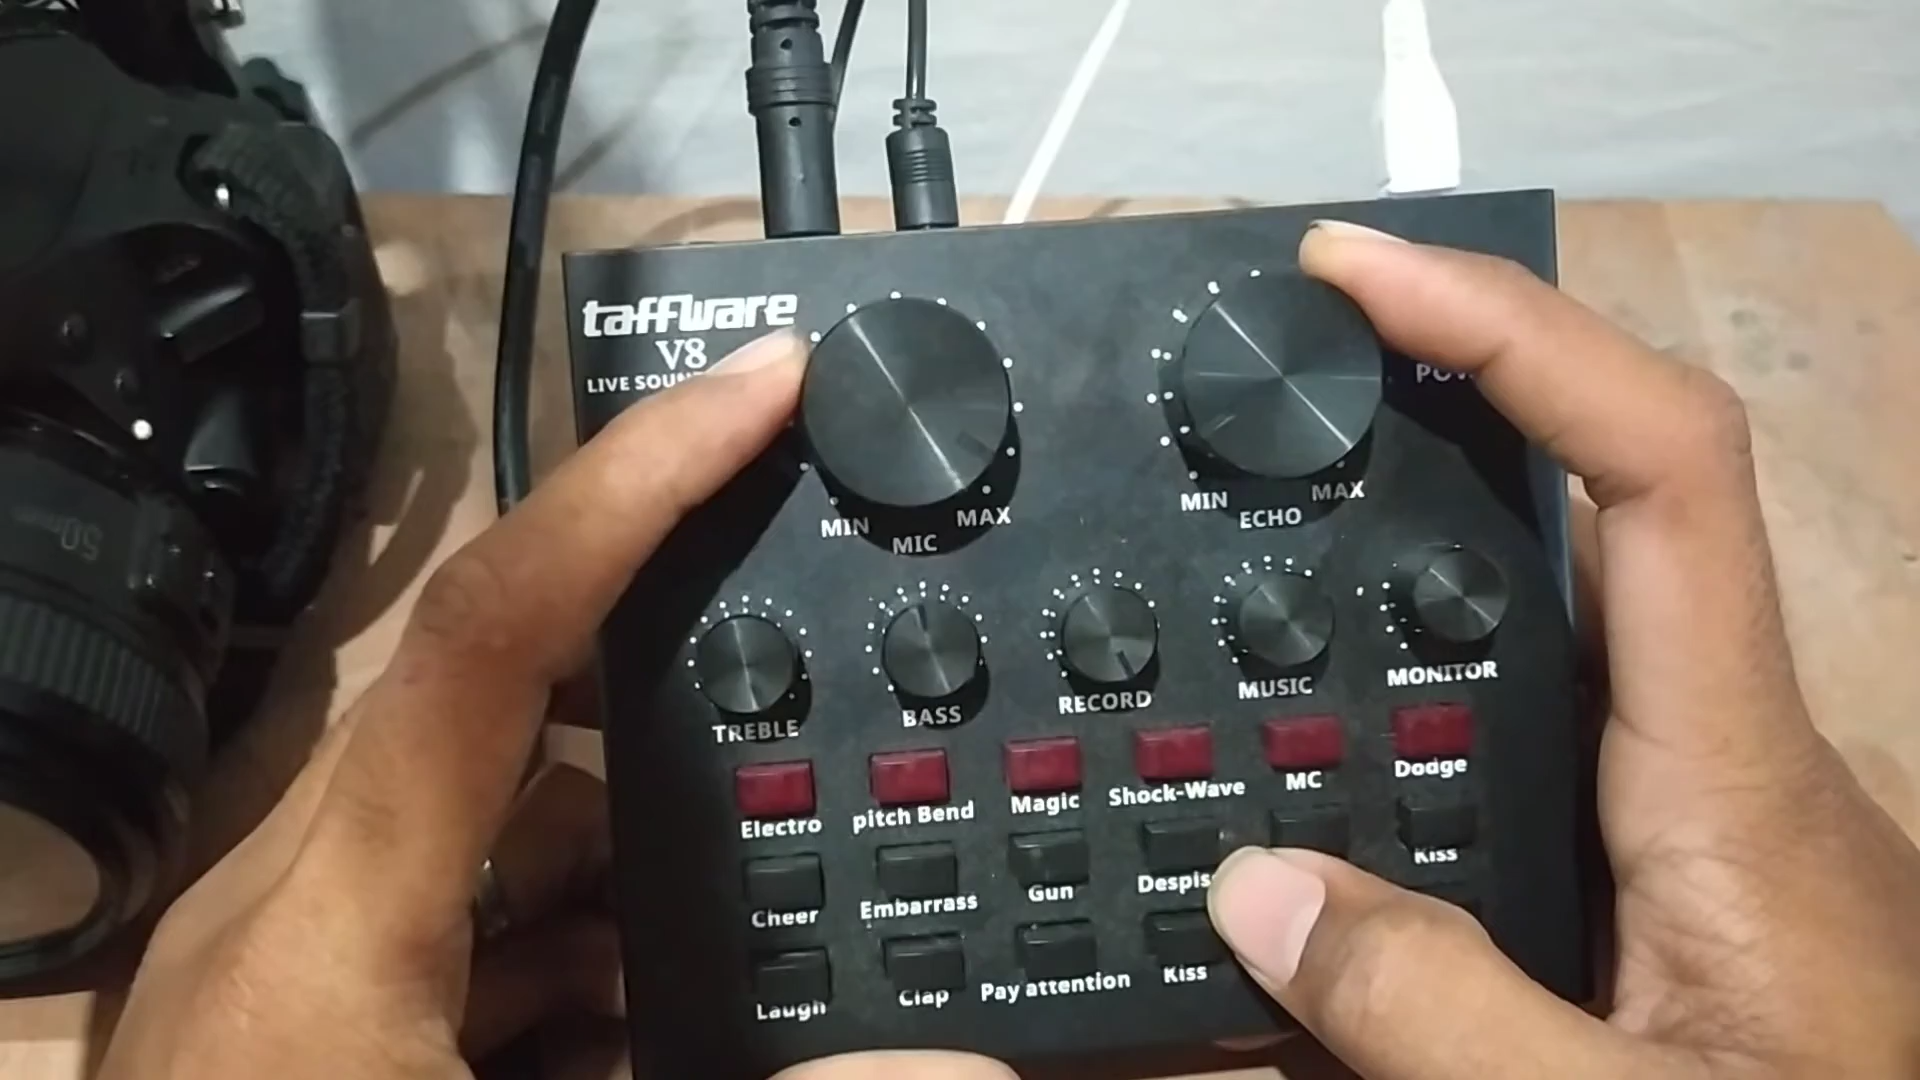 taffware
V8
LIVE SOUN
MIN MAX
MIC
MIN MAX
ECHO
TREBLE BASS RECORD MUSIC MONITOR
Electro pitch Bend Magic Shock-Wave MC Dodge
Cheer Embarrass Gun Despis Kiss
Laugh Clap Pay attention Kiss
50mm